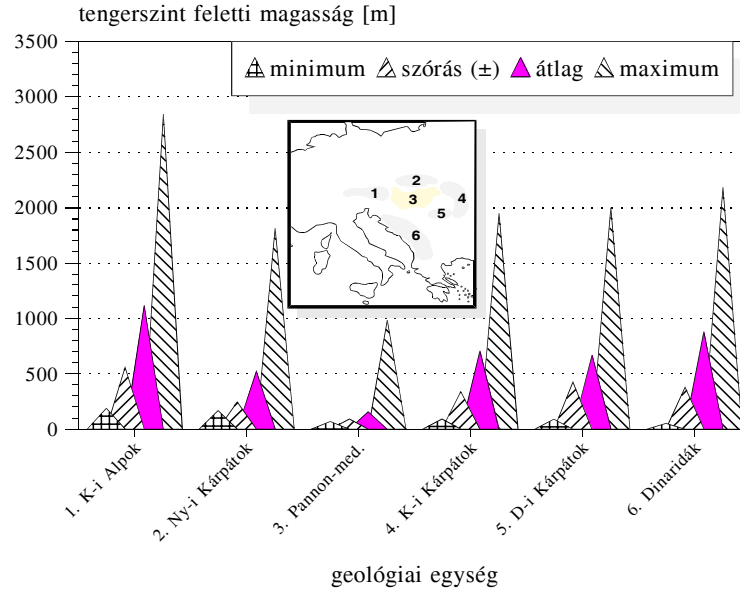 tengerszint feletti magasság [m]
minimum szórás (±) átlag maximum
3500
3000
2500
2000
1500
1000
500
0
1
2
3
4
5
6
1. K-i Alpok
2. Ny-i Kárpátok
3. Pannon-med.
4. K-i Kárpátok
5. D-i Kárpátok
6. Dinaridák
geológiai egység